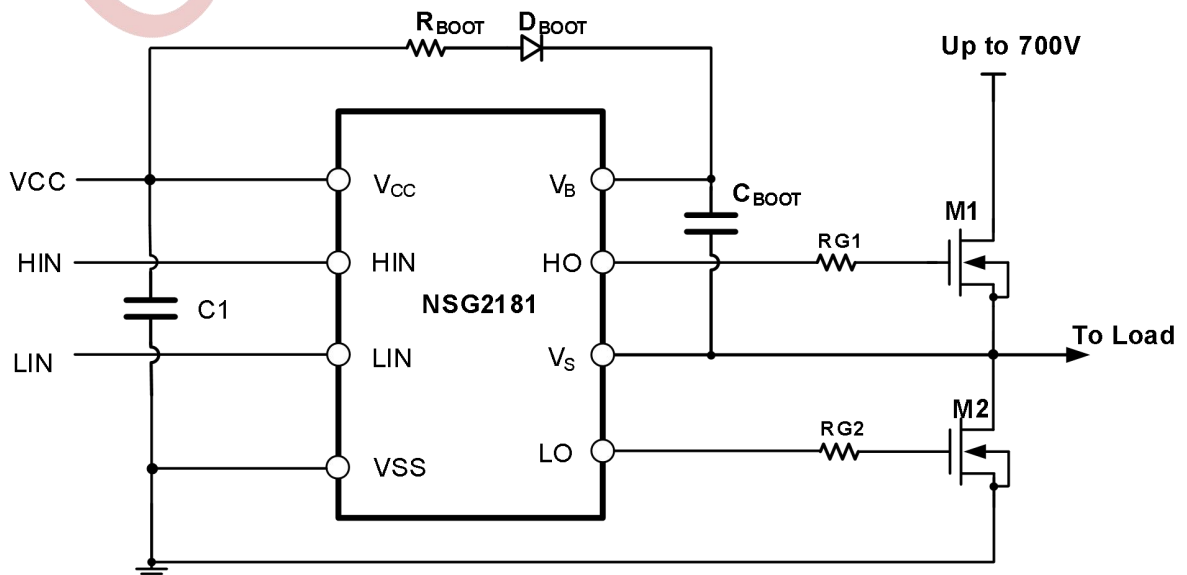 RBOOT DBOOT
Up to 700V
VCC
VCC
VB
CBOOT
M1
HIN
HIN
HO
RG1
C1
NSG2181
LIN
LIN
VS
To Load
M2
RG2
VSS
LO